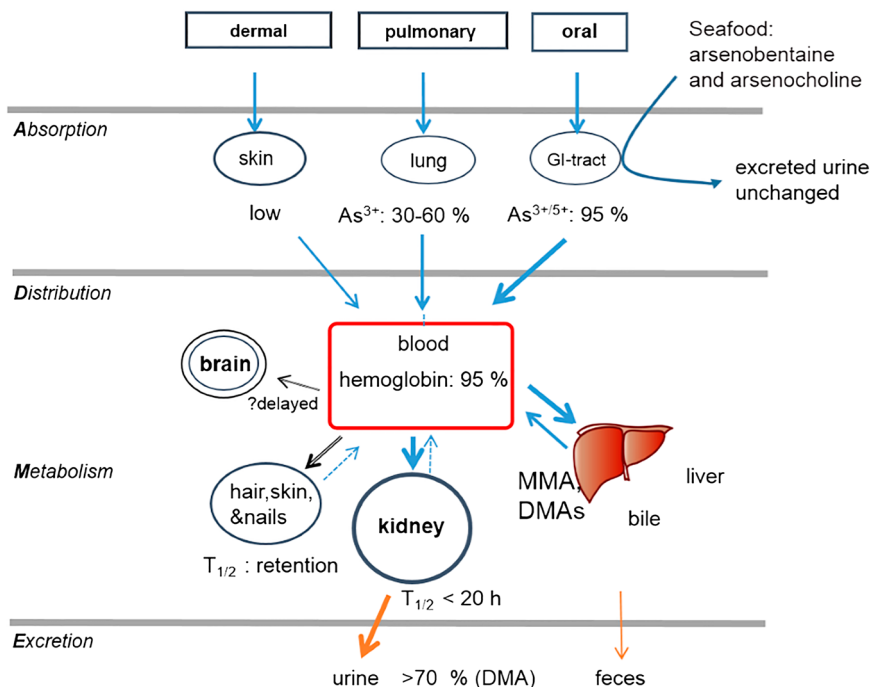 dermal
pulmonary
oral
Seafood:
arsenobentaine
and arsenocholine
Absorption
skin
lung
GI-tract
excreted urine
unchanged
low
As3+: 30-60 %
As3+/5+: 95 %
Distribution
blood
hemoglobin: 95 %
brain
?delayed
Metabolism
hair,skin,
&nails
kidney
MMA,
DMAs
liver
bile
T1/2 : retention
T1/2 < 20 h
Excretion
urine >70 % (DMA)
feces